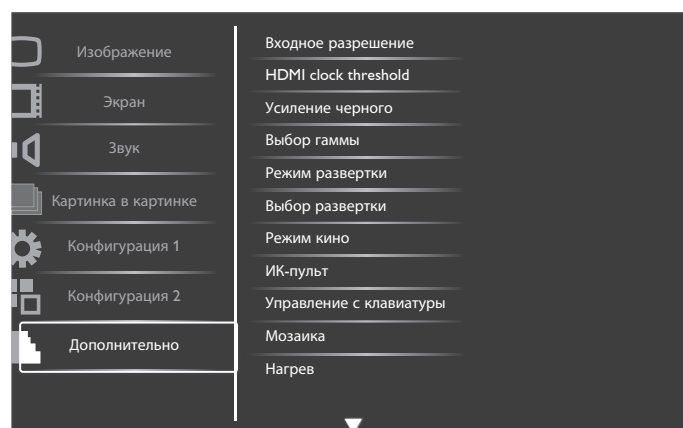 Изображение
Экран
Звук
Картинка в картинке
Конфигурация 1
Конфигурация 2
Дополнительно
Входное разрешение
HDMI clock threshold
Усиление черного
Выбор гаммы
Режим развертки
Выбор развертки
Режим кино
ИК-пульт
Управление с клавиатуры
Мозаика
Нагрев